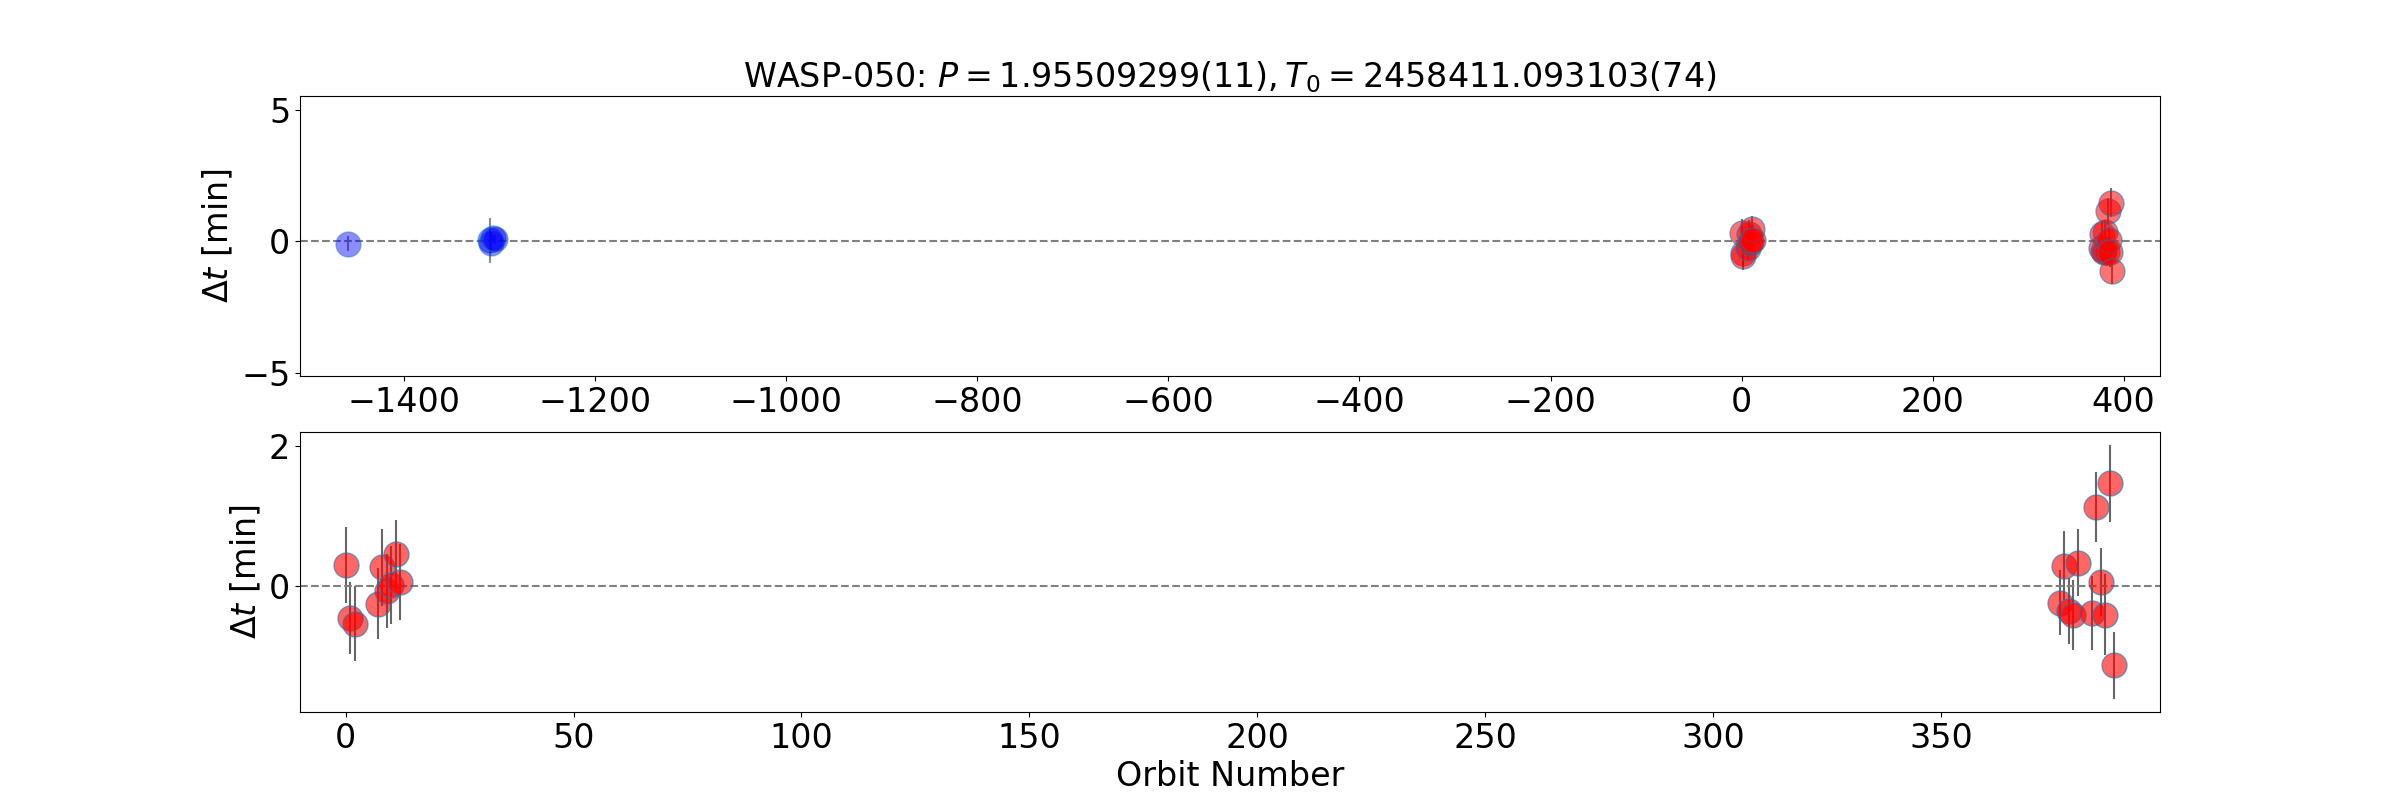 WASP-050: P = 1.95509299(11), T₀ = 2458411.093103(74)
5
0
−5
Δt [min]
−1400 −1200 −1000 −800 −600 −400 −200 0 200 400
2
0
Δt [min]
0 50 100 150 200 250 300 350
Orbit Number